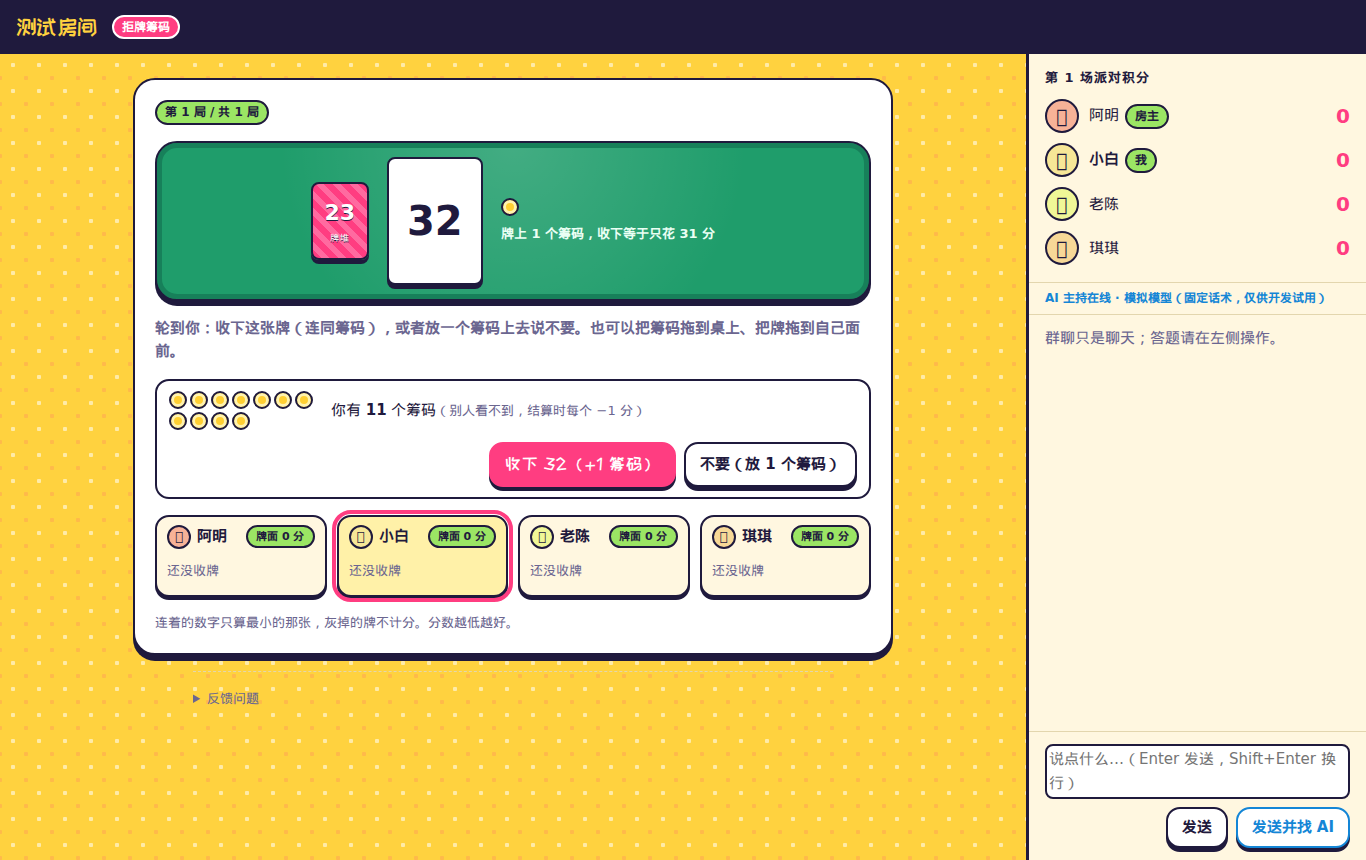 测试房间 拒牌筹码
第 1 局 / 共 1 局
23
牌堆
32
牌上 1 个筹码，收下等于只花 31 分
轮到你：收下这张牌（连同筹码），或者放一个筹码上去说不要。也可以把筹码拖到桌上、把牌拖到自己面
前。
你有 11 个筹码（别人看不到，结算时每个 −1 分）
收下 32（+1 筹码） 不要（放 1 个筹码）
阿明 牌面 0 分
还没收牌
小白 牌面 0 分
还没收牌
老陈 牌面 0 分
还没收牌
琪琪 牌面 0 分
还没收牌
连着的数字只算最小的那张，灰掉的牌不计分。分数越低越好。
▶ 反馈问题
第 1 场派对积分
阿明 房主 0
小白 我 0
老陈 0
琪琪 0
AI 主持在线 · 模拟模型（固定话术，仅供开发试用）
群聊只是聊天；答题请在左侧操作。
说点什么…（Enter 发送，Shift+Enter 换
行）
发送 发送并找 AI